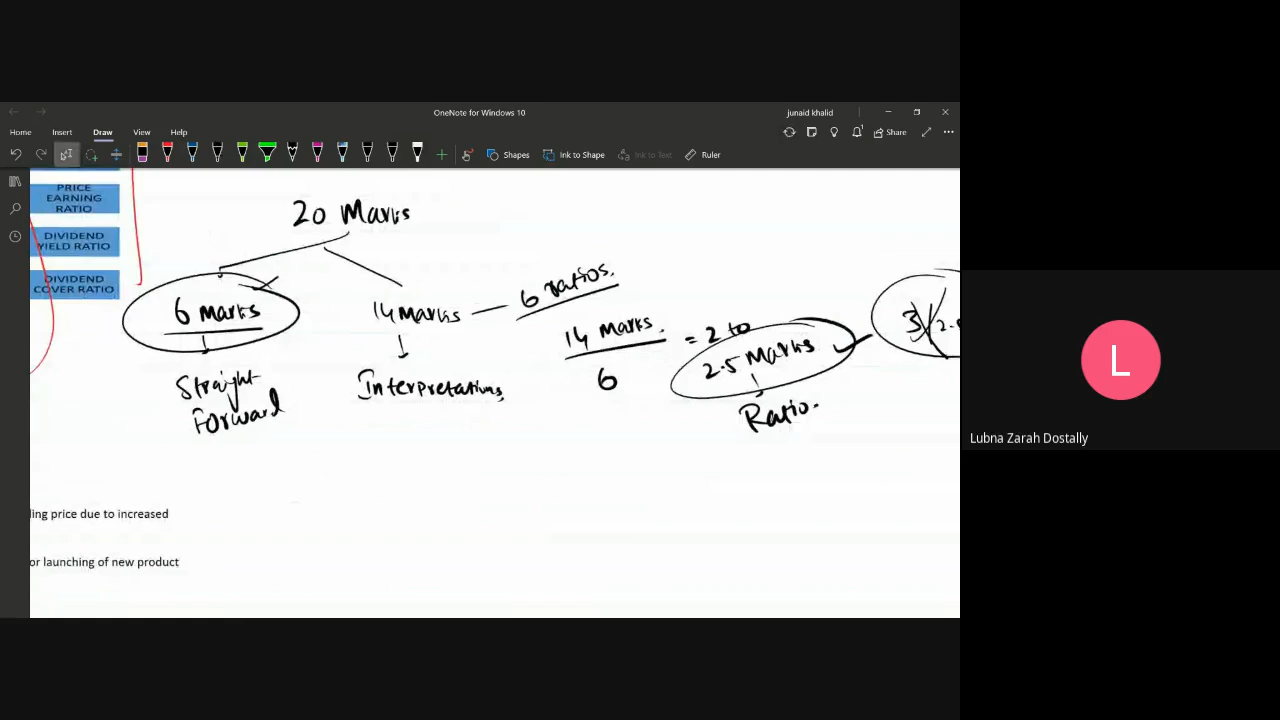 OneNote for Windows 10
junaid khalid
Home Insert Draw View Help
Share
Shapes
Ink to Shape
Ink to Text
Ruler
PRICE
EARNING
RATIO
DIVIDEND
YIELD RATIO
DIVIDEND
COVER RATIO
20 Marks
6 marks
14 marks
6 ratios.
Straight
Forward
Interpretations,
14 marks.
6
= 2 to
2.5 Marks
Ratio.
3
ling price due to increased
or launching of new product
L
Lubna Zarah Dostally